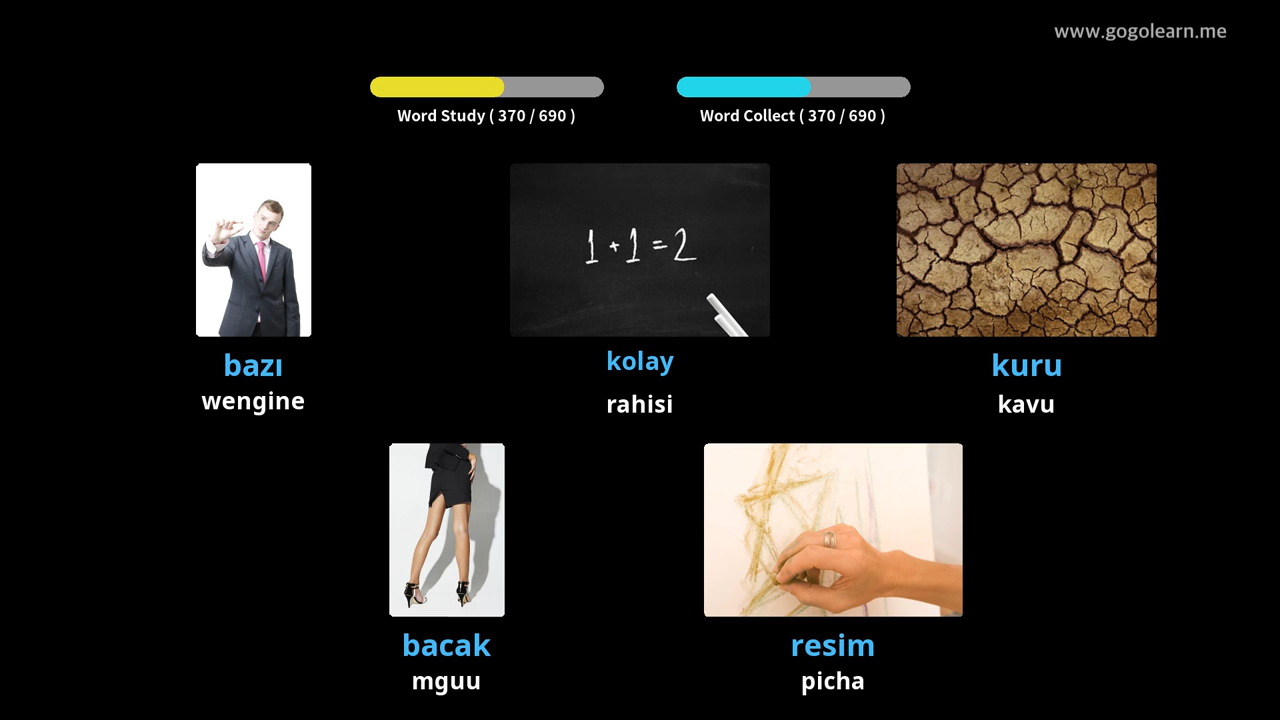 www.gogolearn.me
Word Study ( 370 / 690 )
Word Collect ( 370 / 690 )
1 + 1 = 2
bazı
wengine
kolay
rahisi
kuru
kavu
bacak
mguu
resim
picha